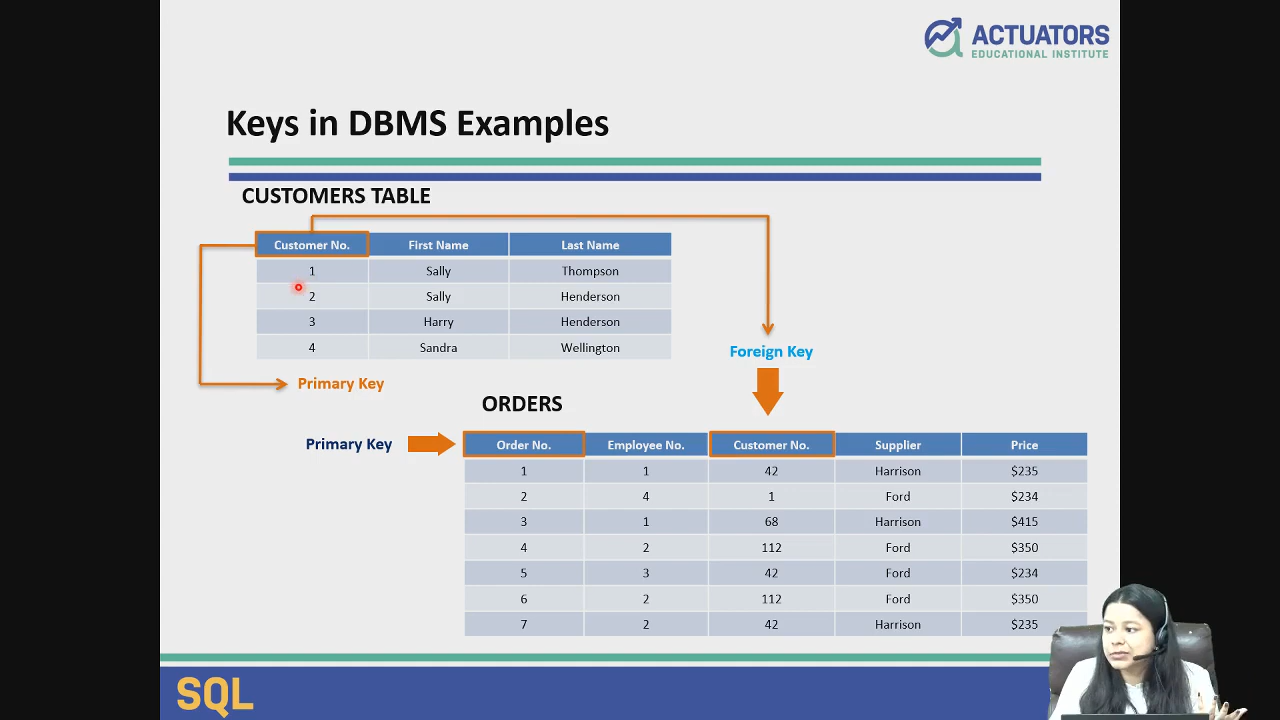 ACTUATORS
EDUCATIONAL INSTITUTE
Keys in DBMS Examples
CUSTOMERS TABLE
Customer No. First Name Last Name
1 Sally Thompson
2 Sally Henderson
3 Harry Henderson
4 Sandra Wellington
Foreign Key
Primary Key
ORDERS
Primary Key
Order No. Employee No. Customer No. Supplier Price
1 1 42 Harrison $235
2 4 1 Ford $234
3 1 68 Harrison $415
4 2 112 Ford $350
5 3 42 Ford $234
6 2 112 Ford $350
7 2 42 Harrison $235
SQL